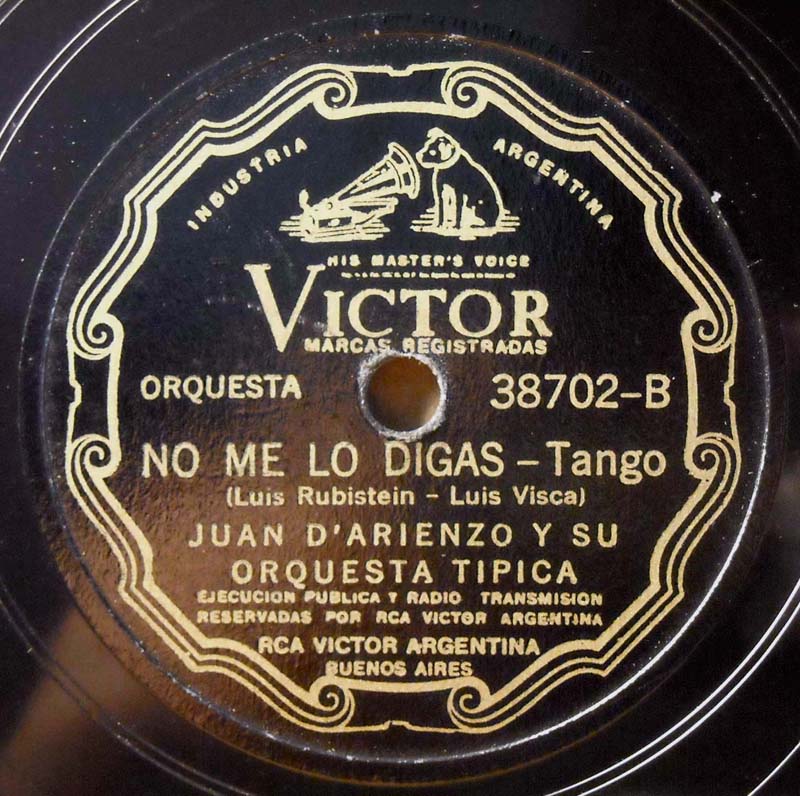 INDUSTRIA ARGENTINA
HIS MASTER'S VOICE
VICTOR
MARCAS REGISTRADAS
ORQUESTA 38702-B
NO ME LO DIGAS - Tango
(Luis Rubistein - Luis Visca)
JUAN D'ARIENZO Y SU
ORQUESTA TIPICA
EJECUCION PUBLICA Y RADIO TRANSMISION
RESERVADAS POR RCA VICTOR ARGENTINA
RCA VICTOR ARGENTINA
BUENOS AIRES